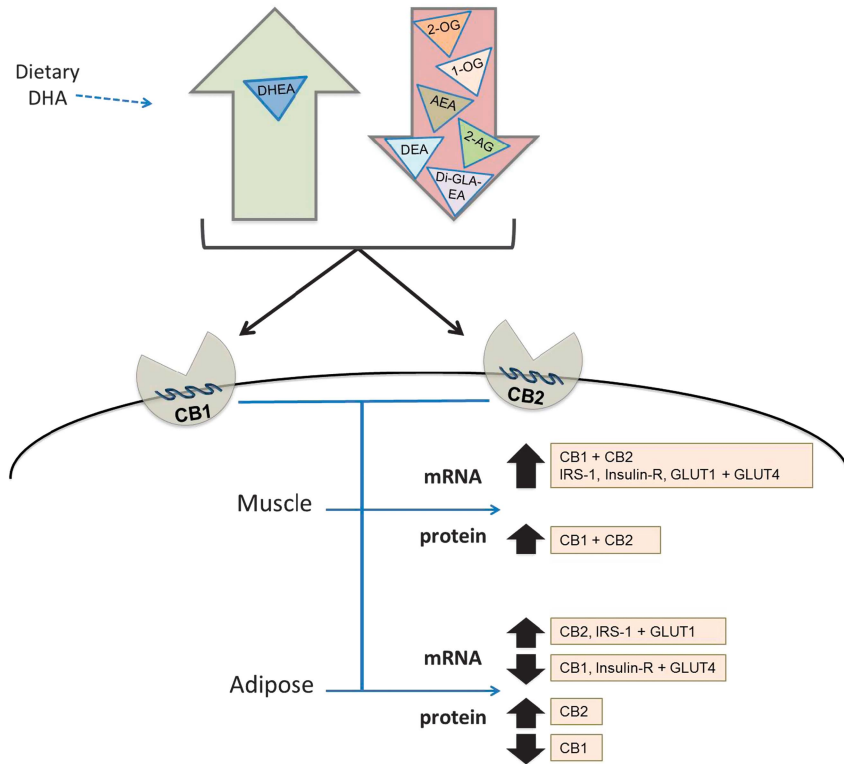 Dietary
DHA
DHEA
2-OG
1-OG
AEA
2-AG
DEA
Di-GLA-
EA
CB1
CB2
Muscle
mRNA
CB1 + CB2
IRS-1, Insulin-R, GLUT1 + GLUT4
protein
CB1 + CB2
Adipose
mRNA
CB2, IRS-1 + GLUT1
CB1, Insulin-R + GLUT4
protein
CB2
CB1